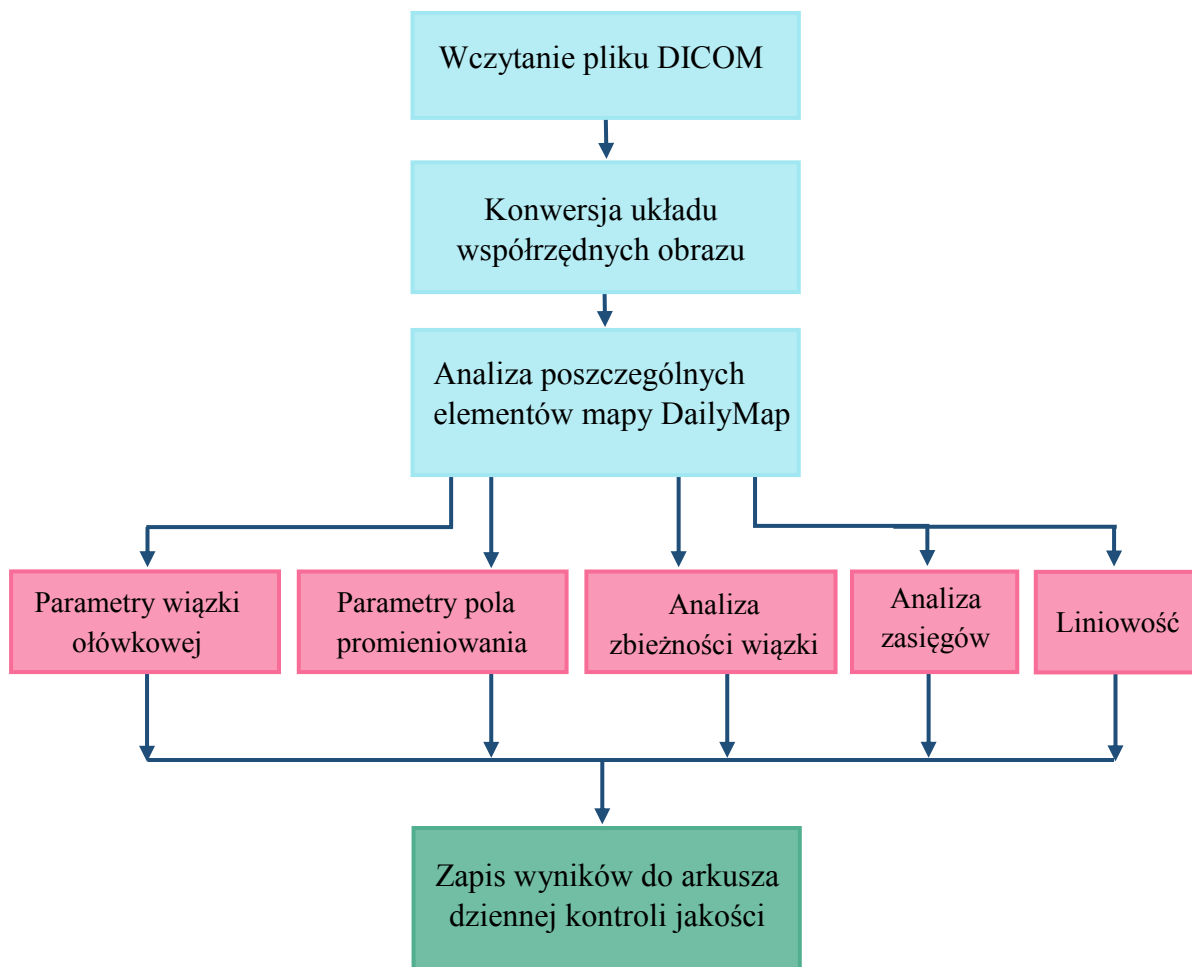 Wczytanie pliku DICOM
Konwersja układu
współrzędnych obrazu
Analiza poszczególnych
elementów mapy DailyMap
Parametry wiązki
ołówkowej
Parametry pola
promieniowania
Analiza
zbieżności wiązki
Analiza
zasięgów
Liniowość
Zapis wyników do arkusza
dziennej kontroli jakości